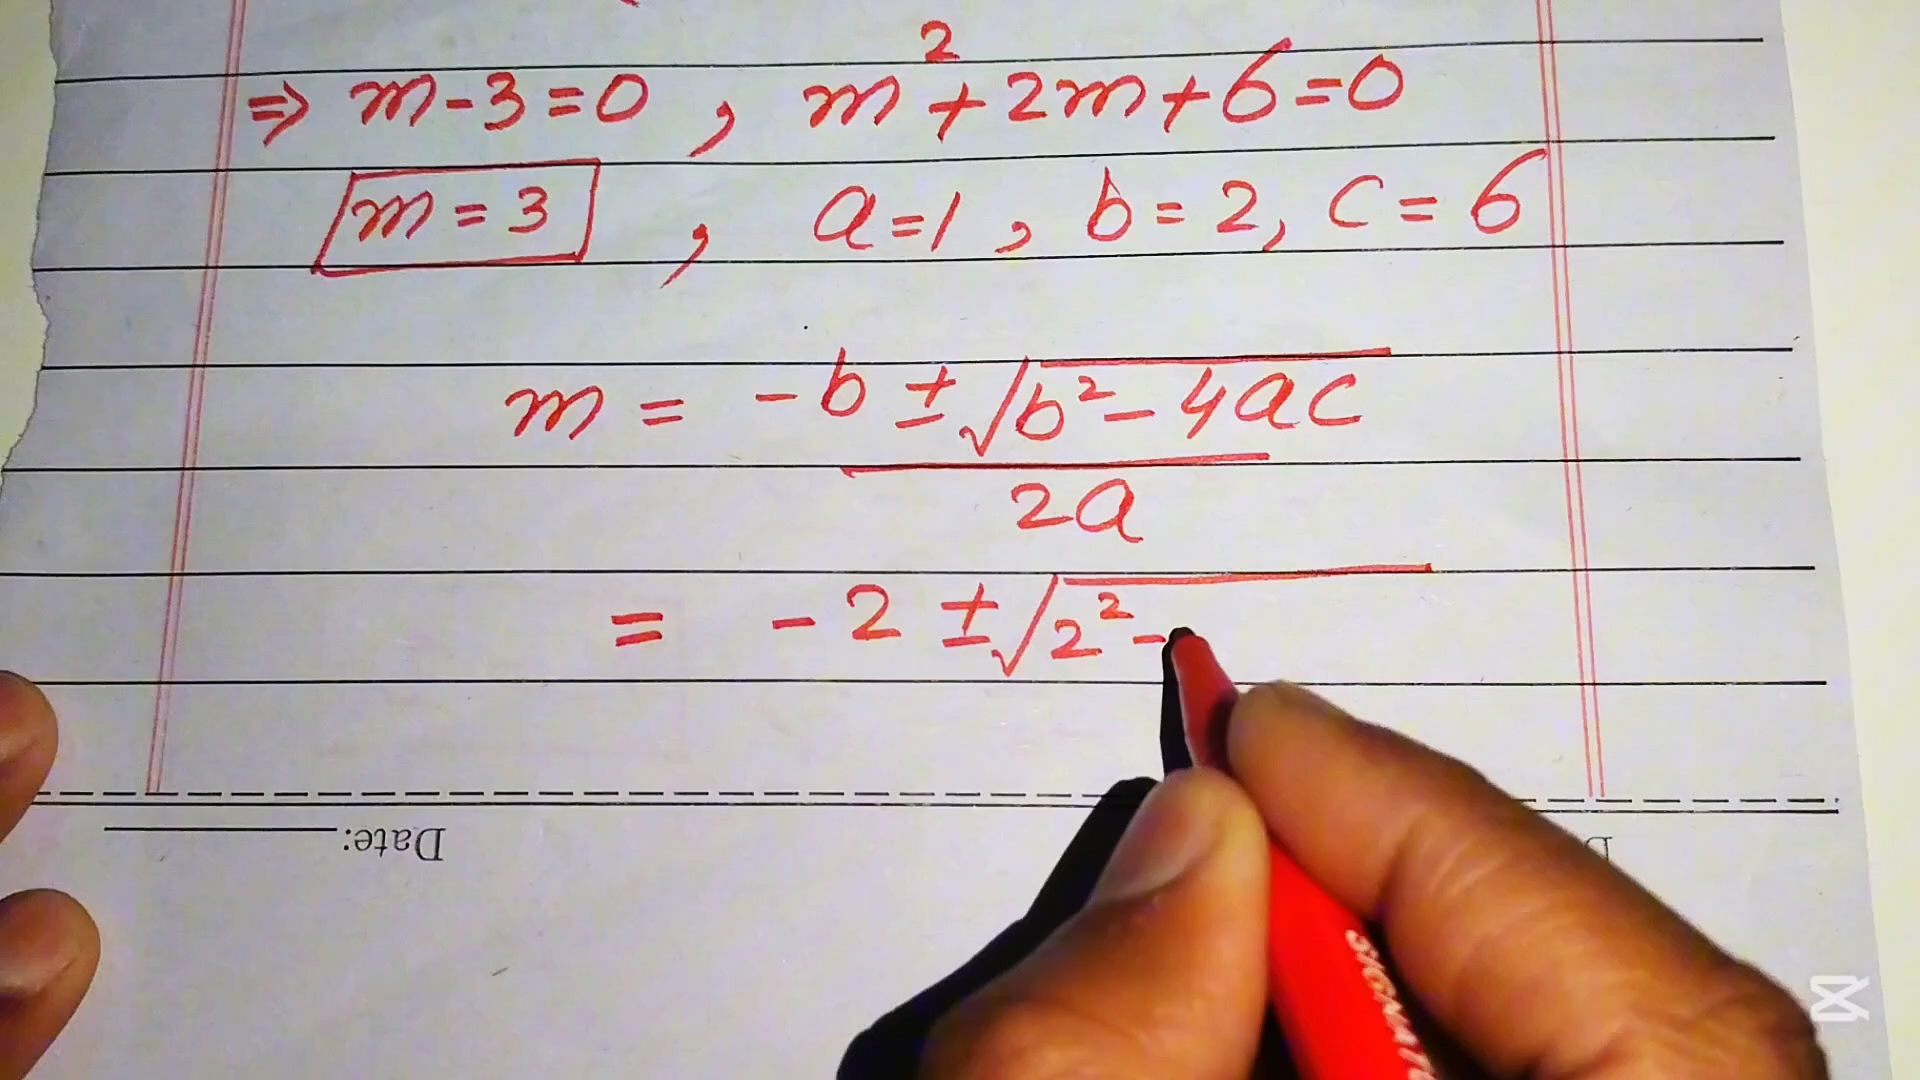 ⇒ m-3=0 , m²+2m+6=0
m=3 , a=1, b=2, c=6
m = -b ± √b²-4ac
2a
= -2 ± √2²-
Date: